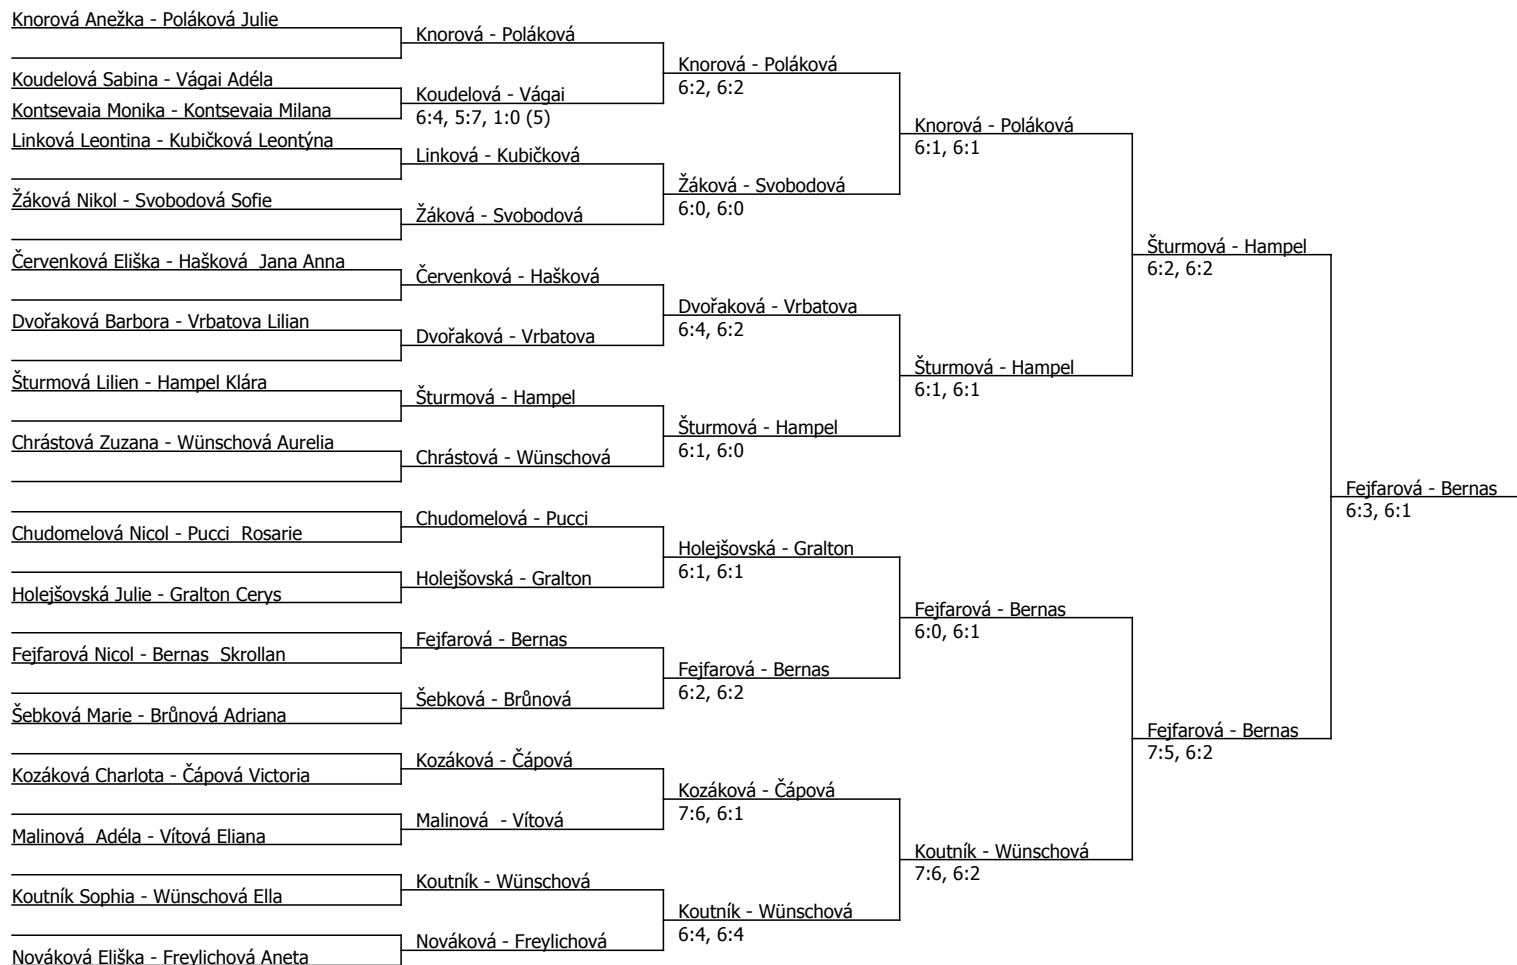 Knorová Anežka - Poláková Julie
Koudelová Sabina - Vágai Adéla
Kontsevaia Monika - Kontsevaia Milana
Linková Leontina - Kubičková Leontýna
Žáková Nikol - Svobodová Sofie
Červenková Eliška - Hašková  Jana Anna
Dvořaková Barbora - Vrbatova Lilian
Šturmová Lilien - Hampel Klára
Chrástová Zuzana - Wünschová Aurelia
Chudomelová Nicol - Pucci  Rosarie
Holejšovská Julie - Gralton Cerys
Fejfarová Nicol - Bernas  Skrollan
Šebková Marie - Brůnová Adriana
Kozáková Charlota - Čápová Victoria
Malinová  Adéla - Vítová Eliana
Koutník Sophia - Wünschová Ella
Nováková Eliška - Freylichová Aneta
Knorová - Poláková
Koudelová - Vágai
6:4, 5:7, 1:0 (5)
Linková - Kubičková
Žáková - Svobodová
Červenková - Hašková
Dvořaková - Vrbatova
Šturmová - Hampel
Chrástová - Wünschová
Chudomelová - Pucci
Holejšovská - Gralton
Fejfarová - Bernas
Šebková - Brůnová
Kozáková - Čápová
Malinová  - Vítová
Koutník - Wünschová
Nováková - Freylichová
Knorová - Poláková
6:2, 6:2
Žáková - Svobodová
6:0, 6:0
Dvořaková - Vrbatova
6:4, 6:2
Šturmová - Hampel
6:1, 6:0
Holejšovská - Gralton
6:1, 6:1
Fejfarová - Bernas
6:2, 6:2
Kozáková - Čápová
7:6, 6:1
Koutník - Wünschová
6:4, 6:4
Knorová - Poláková
6:1, 6:1
Šturmová - Hampel
6:1, 6:1
Fejfarová - Bernas
6:0, 6:1
Koutník - Wünschová
7:6, 6:2
Šturmová - Hampel
6:2, 6:2
Fejfarová - Bernas
7:5, 6:2
Fejfarová - Bernas
6:3, 6:1